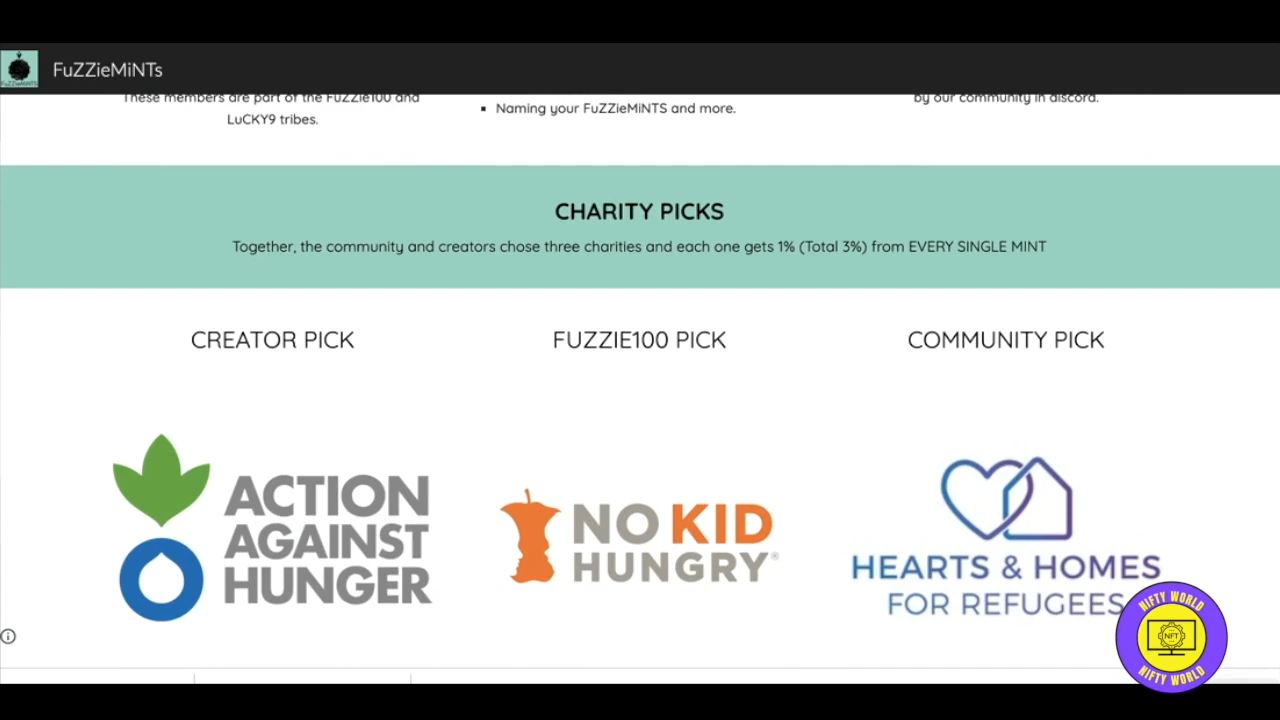 FuZZieMiNTs
These members are part of the FuZZie100 and
LuCKY9 tribes.
▪ Naming your FuZZieMiNTS and more.
by our community in discord.
CHARITY PICKS
Together, the community and creators chose three charities and each one gets 1% (Total 3%) from EVERY SINGLE MINT
CREATOR PICK
FUZZIE100 PICK
COMMUNITY PICK
ACTION
AGAINST
HUNGER
NO KID
HUNGRY®
HEARTS & HOMES
FOR REFUGEES
NIFTY WORLD
NFT
NIFTY WORLD